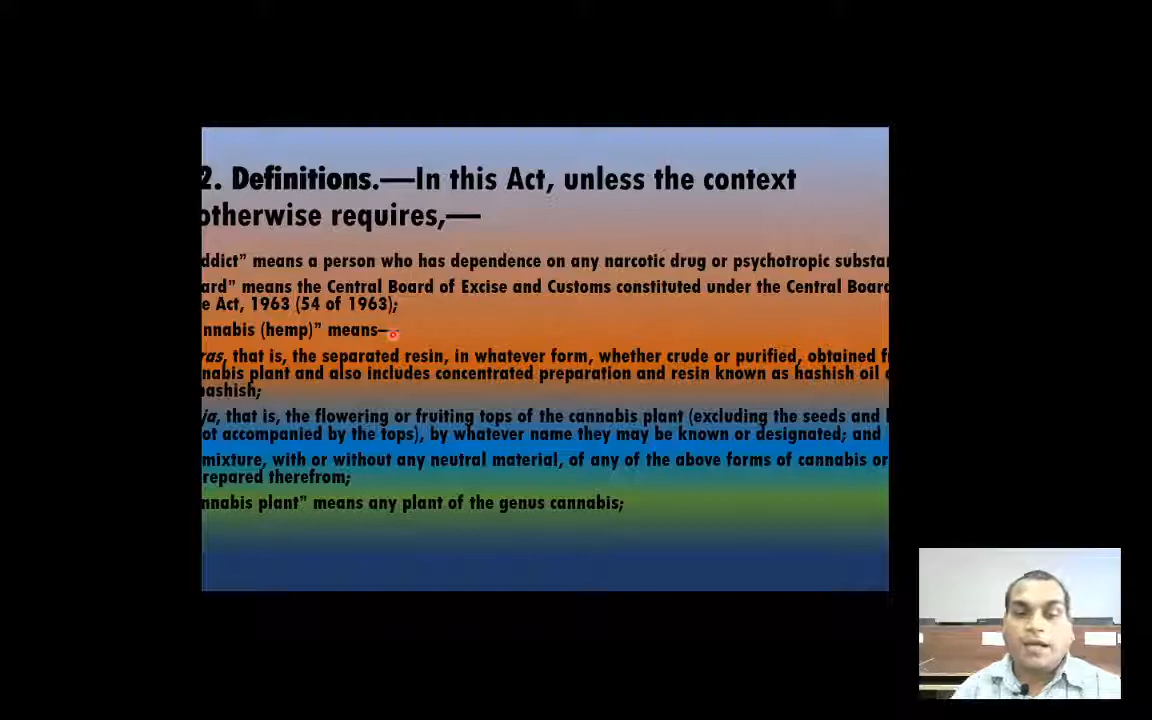 2. Definitions.—In this Act, unless the context
otherwise requires,—
ddict” means a person who has dependence on any narcotic drug or psychotropic substa
ard” means the Central Board of Excise and Customs constituted under the Central Boar
e Act, 1963 (54 of 1963);
nnabis (hemp)” means—
ras, that is, the separated resin, in whatever form, whether crude or purified, obtained f
nabis plant and also includes concentrated preparation and resin known as hashish oil
hashish;
ja, that is, the flowering or fruiting tops of the cannabis plant (excluding the seeds and
ot accompanied by the tops), by whatever name they may be known or designated; and
mixture, with or without any neutral material, of any of the above forms of cannabis or
repared therefrom;
nnabis plant” means any plant of the genus cannabis;